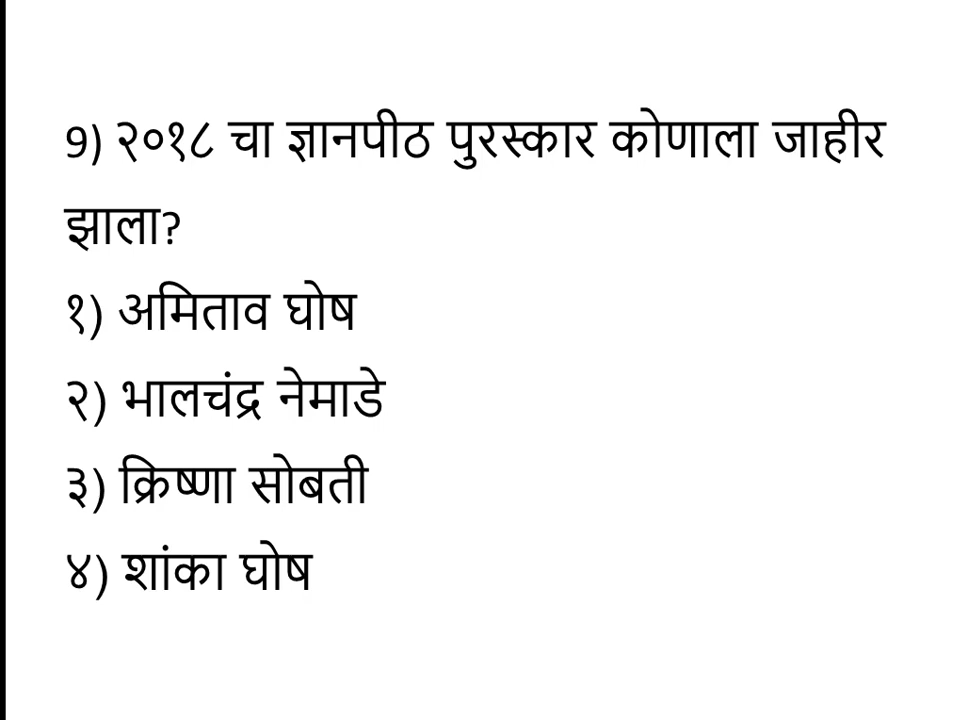 9) २०१८ चा ज्ञानपीठ पुरस्कार कोणाला जाहीर
झाला?
१) अमिताव घोष
२) भालचंद्र नेमाडे
३) क्रिष्णा सोबती
४) शांका घोष